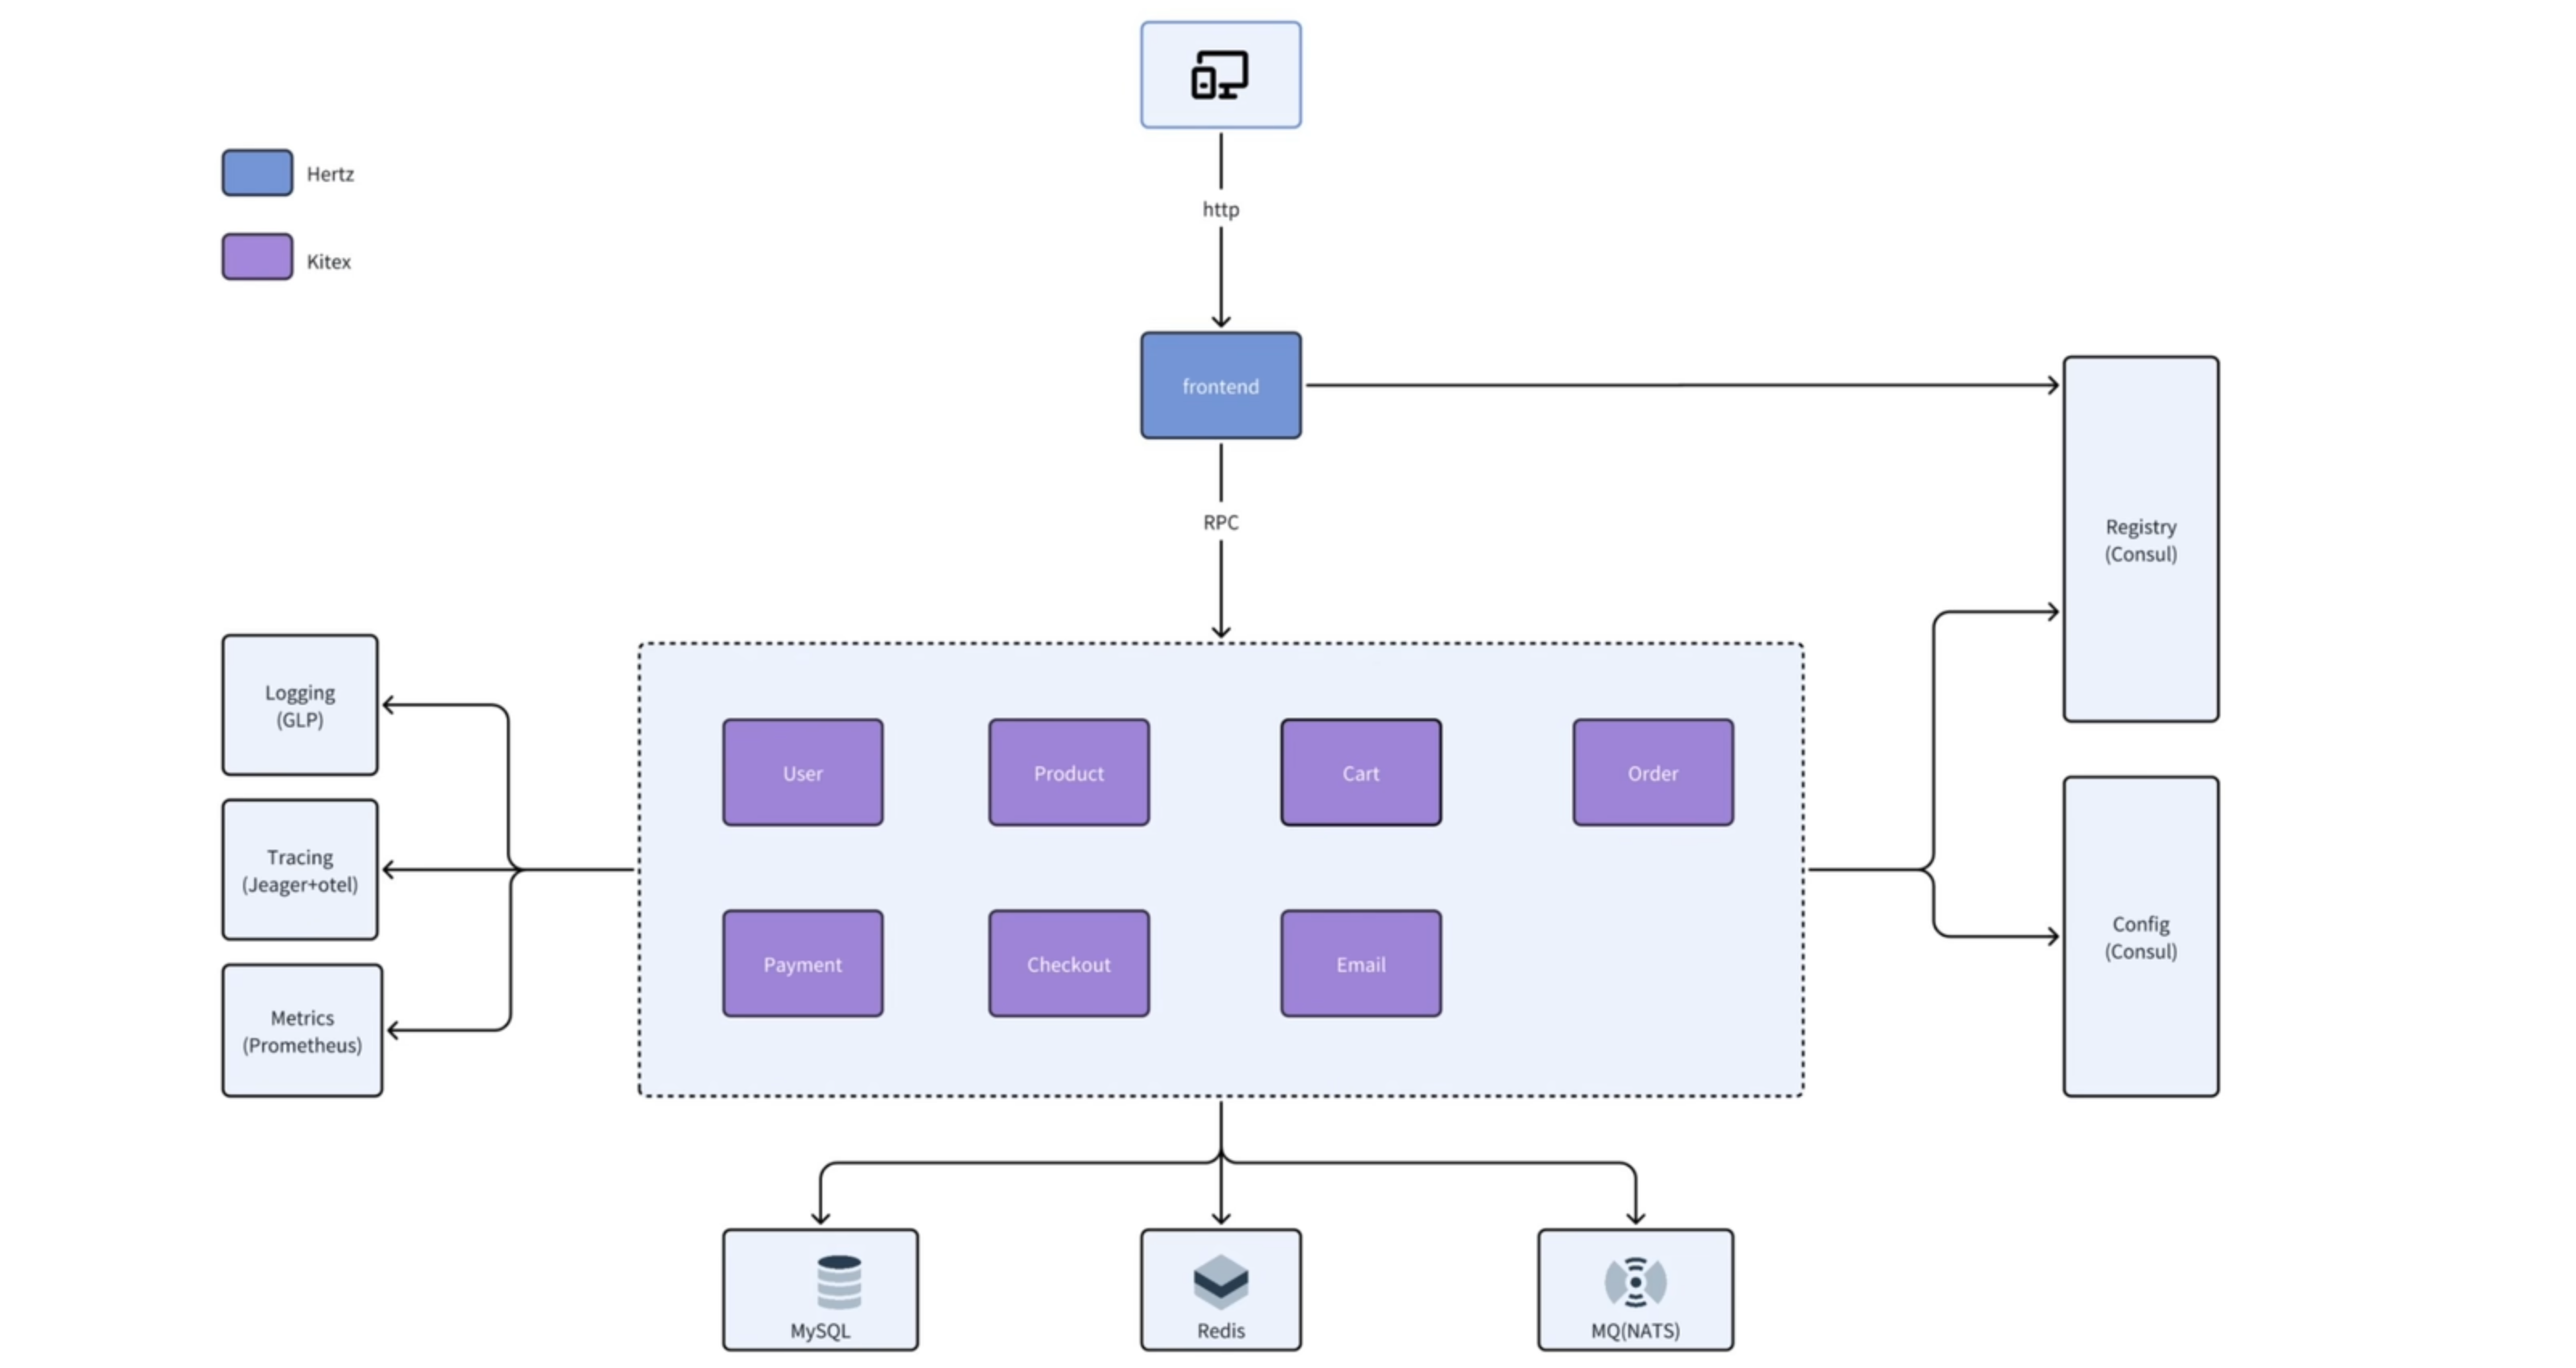 Hertz
Kitex
http
frontend
RPC
Registry
(Consul)
Logging
(GLP)
Tracing
(Jeager+otel)
Metrics
(Prometheus)
User
Product
Cart
Order
Payment
Checkout
Email
Config
(Consul)
MySQL
Redis
MQ(NATS)